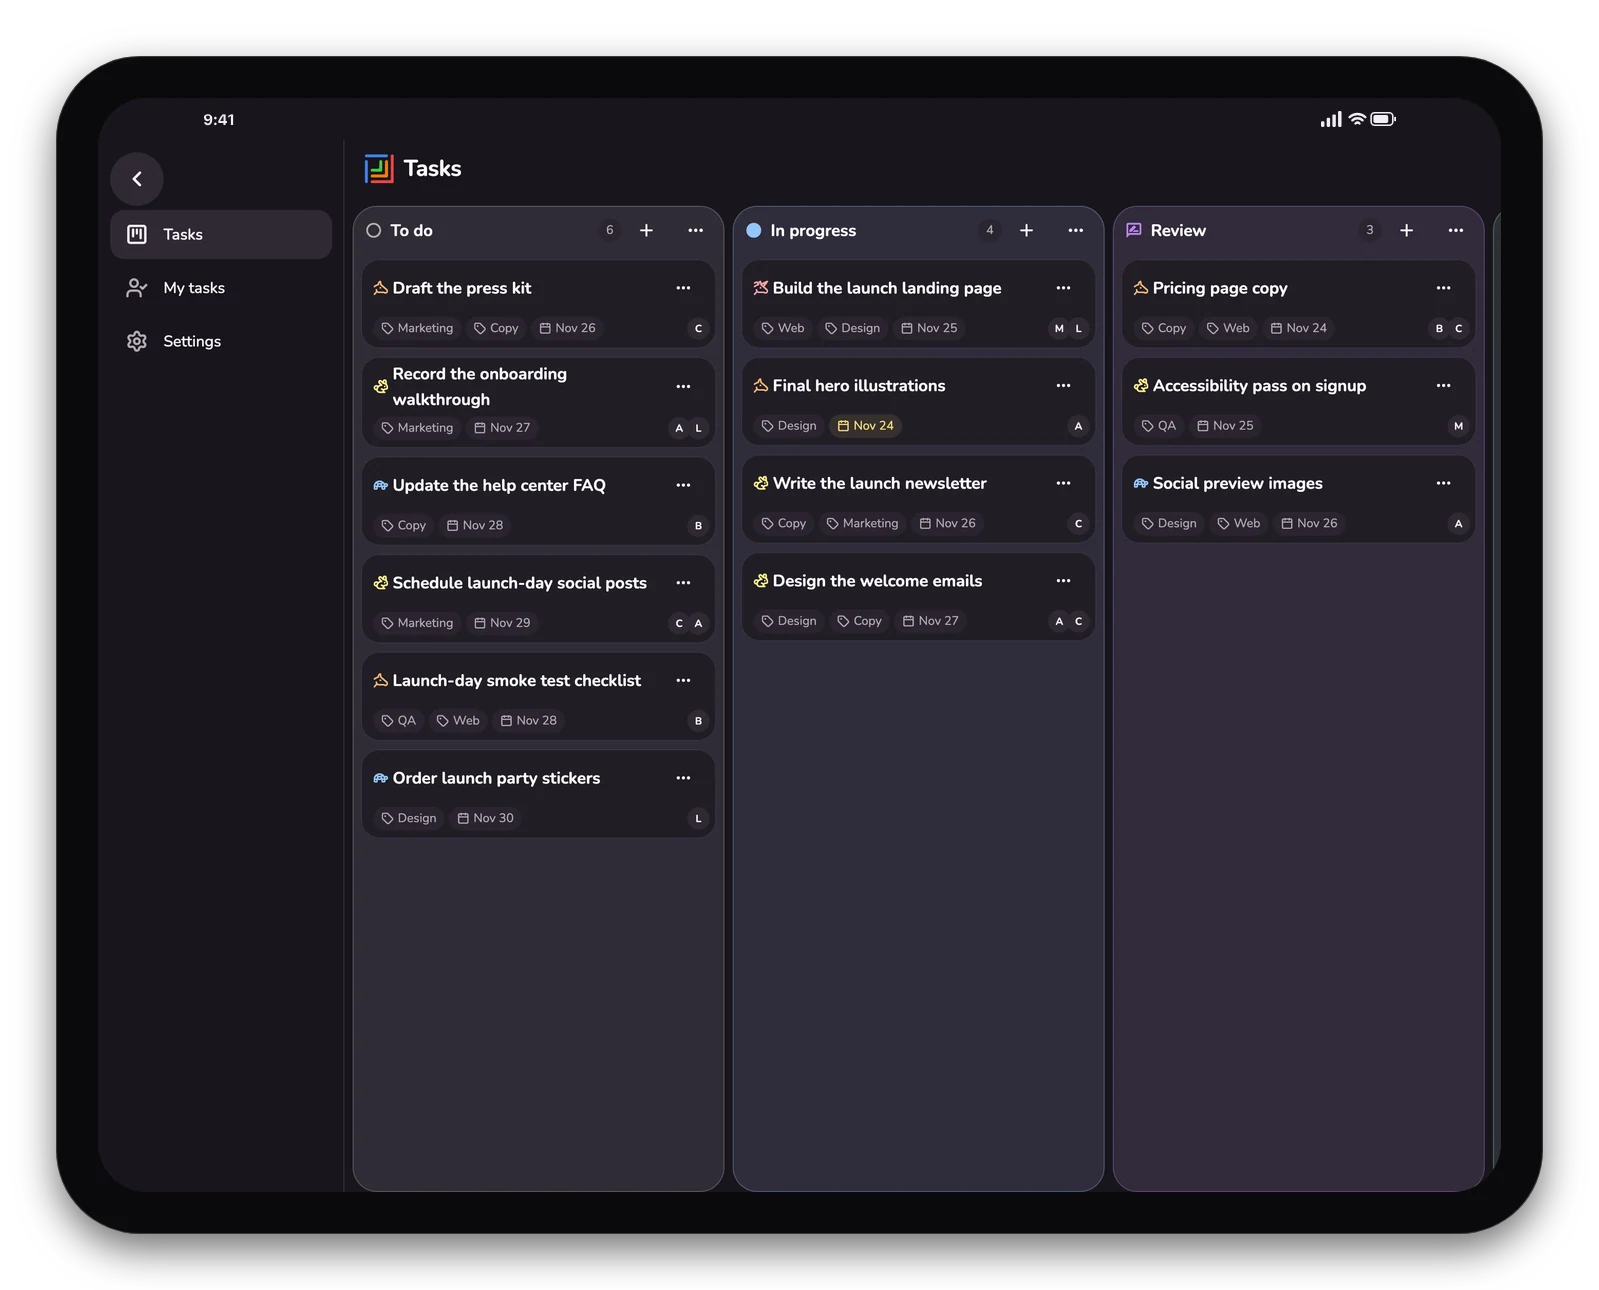 9:41
Tasks
My tasks
Settings
Tasks
To do 6
Draft the press kit
Marketing Copy Nov 26 C
Record the onboarding
walkthrough
Marketing Nov 27 A L
Update the help center FAQ
Copy Nov 28 B
Schedule launch-day social posts
Marketing Nov 29 C A
Launch-day smoke test checklist
QA Web Nov 28 B
Order launch party stickers
Design Nov 30 L
In progress 4
Build the launch landing page
Web Design Nov 25 M L
Final hero illustrations
Design Nov 24 A
Write the launch newsletter
Copy Marketing Nov 26 C
Design the welcome emails
Design Copy Nov 27 A C
Review 3
Pricing page copy
Copy Web Nov 24 B C
Accessibility pass on signup
QA Nov 25 M
Social preview images
Design Web Nov 26 A